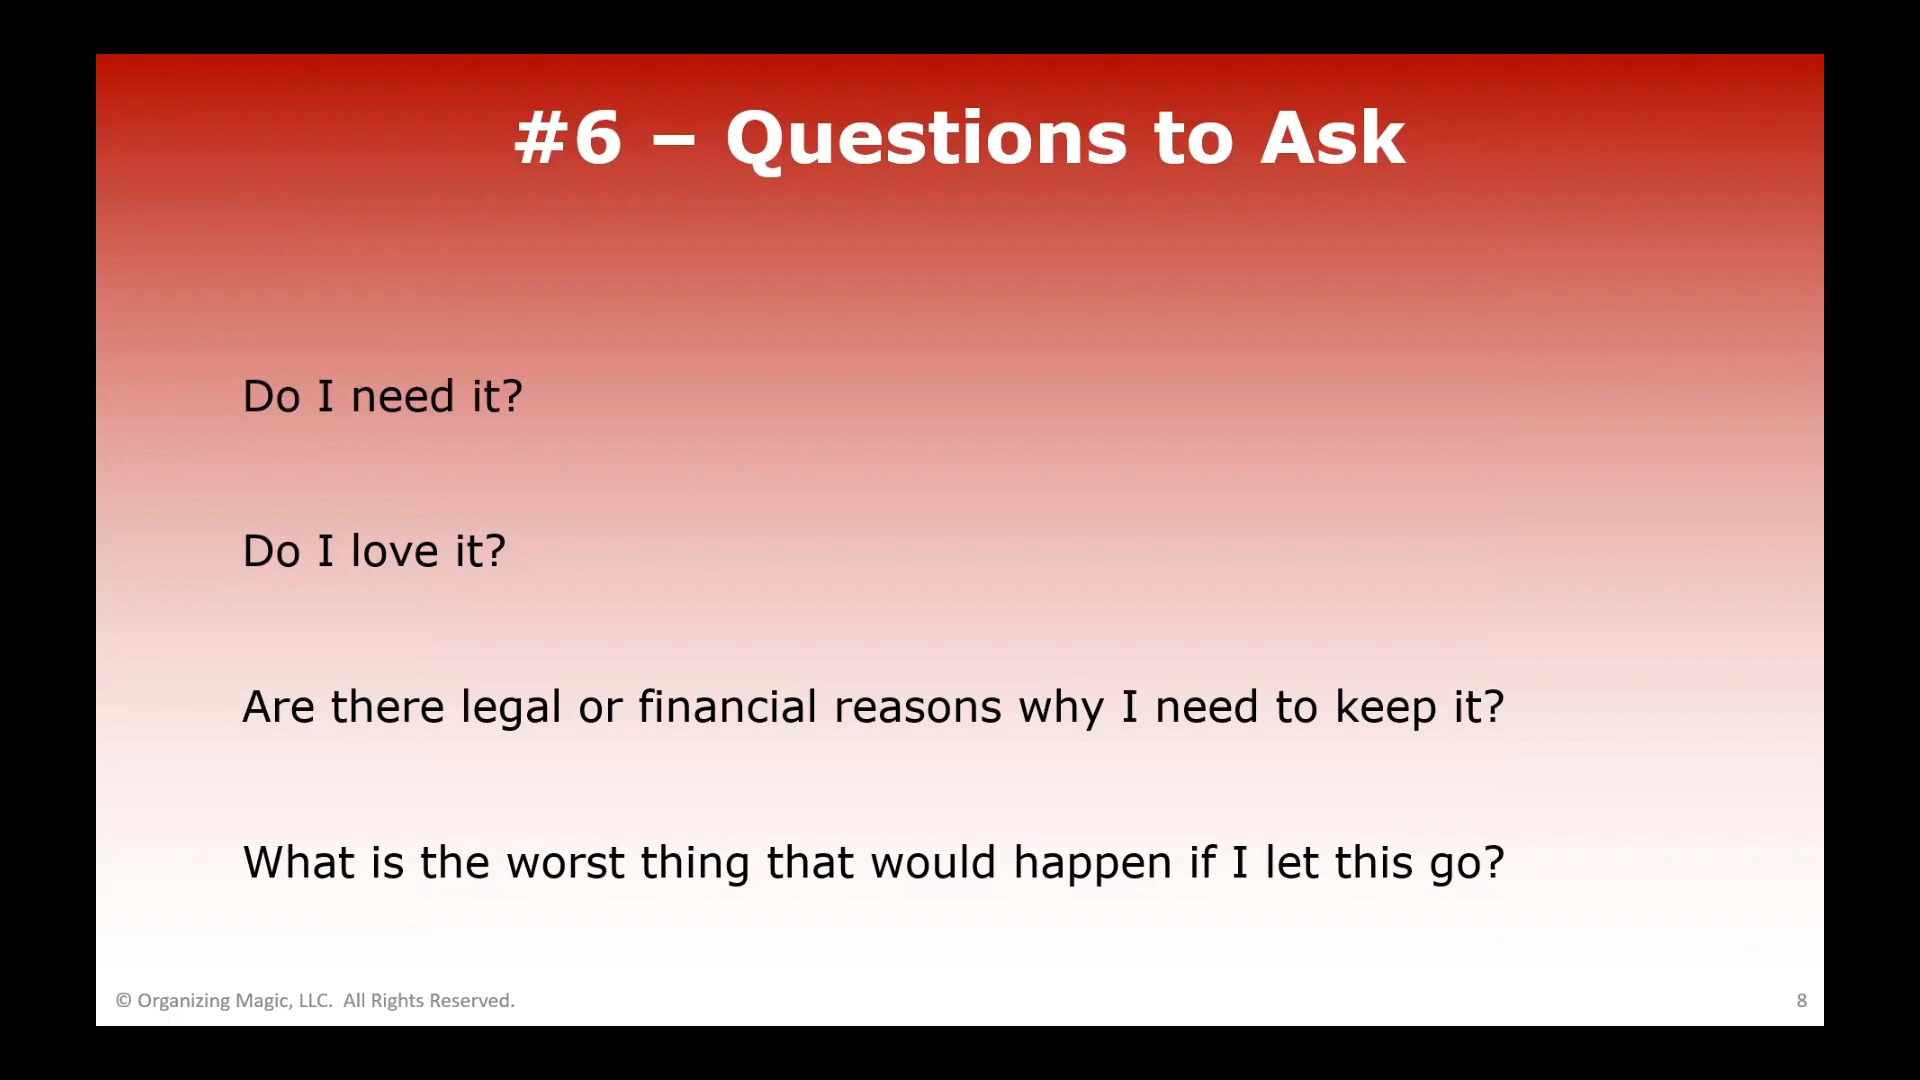 #6 – Questions to Ask
Do I need it?
Do I love it?
Are there legal or financial reasons why I need to keep it?
What is the worst thing that would happen if I let this go?
© Organizing Magic, LLC.  All Rights Reserved.
8